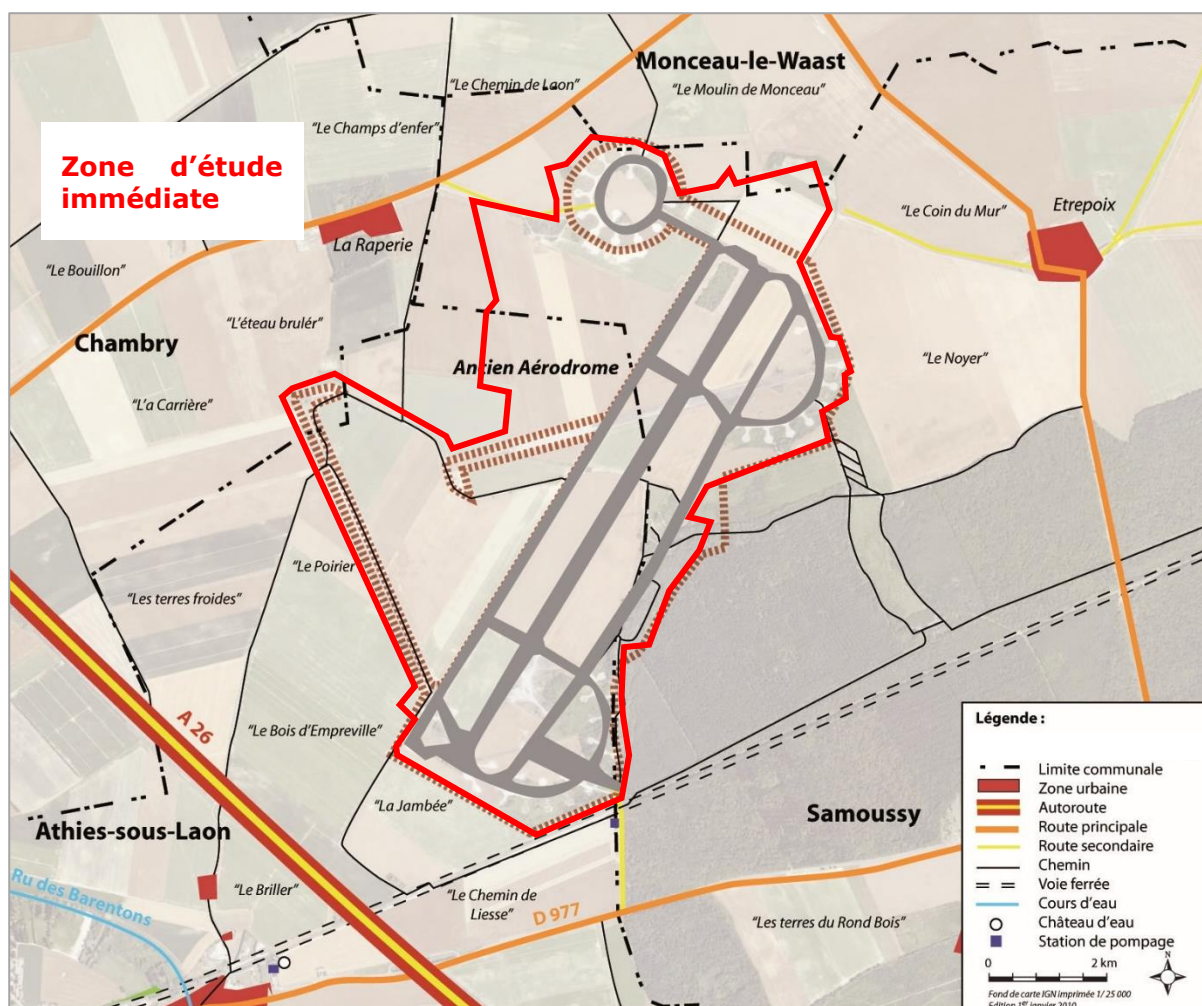 Monceau-le-Waast
"Le Chemin de Laon"
"Le Moulin de Monceau"
"Le Champs d'enfer"
Zone d'étude
immédiate
"Le Coin du Mur"
Etrepoix
La Raperie
"Le Bouillon"
"L'éteau brulér"
Chambry
"Le Noyer"
Ancien Aérodrome
"L'a Carrière"
"Le Poirier"
"Les terres froides"
A 26
"Le Bois d'Empreville"
"La Jambée"
Athies-sous-Laon
Samoussy
Ru des Barentons
"Le Briller"
"Le Chemin de
Liesse"
D 977
"Les terres du Rond Bois"
Légende :
Limite communale
Zone urbaine
Autoroute
Route principale
Route secondaire
Chemin
Voie ferrée
Cours d'eau
Château d'eau
Station de pompage
N
0 2 km
Fond de carte IGN imprimée 1/ 25 000
Edition 1er janvier 2010